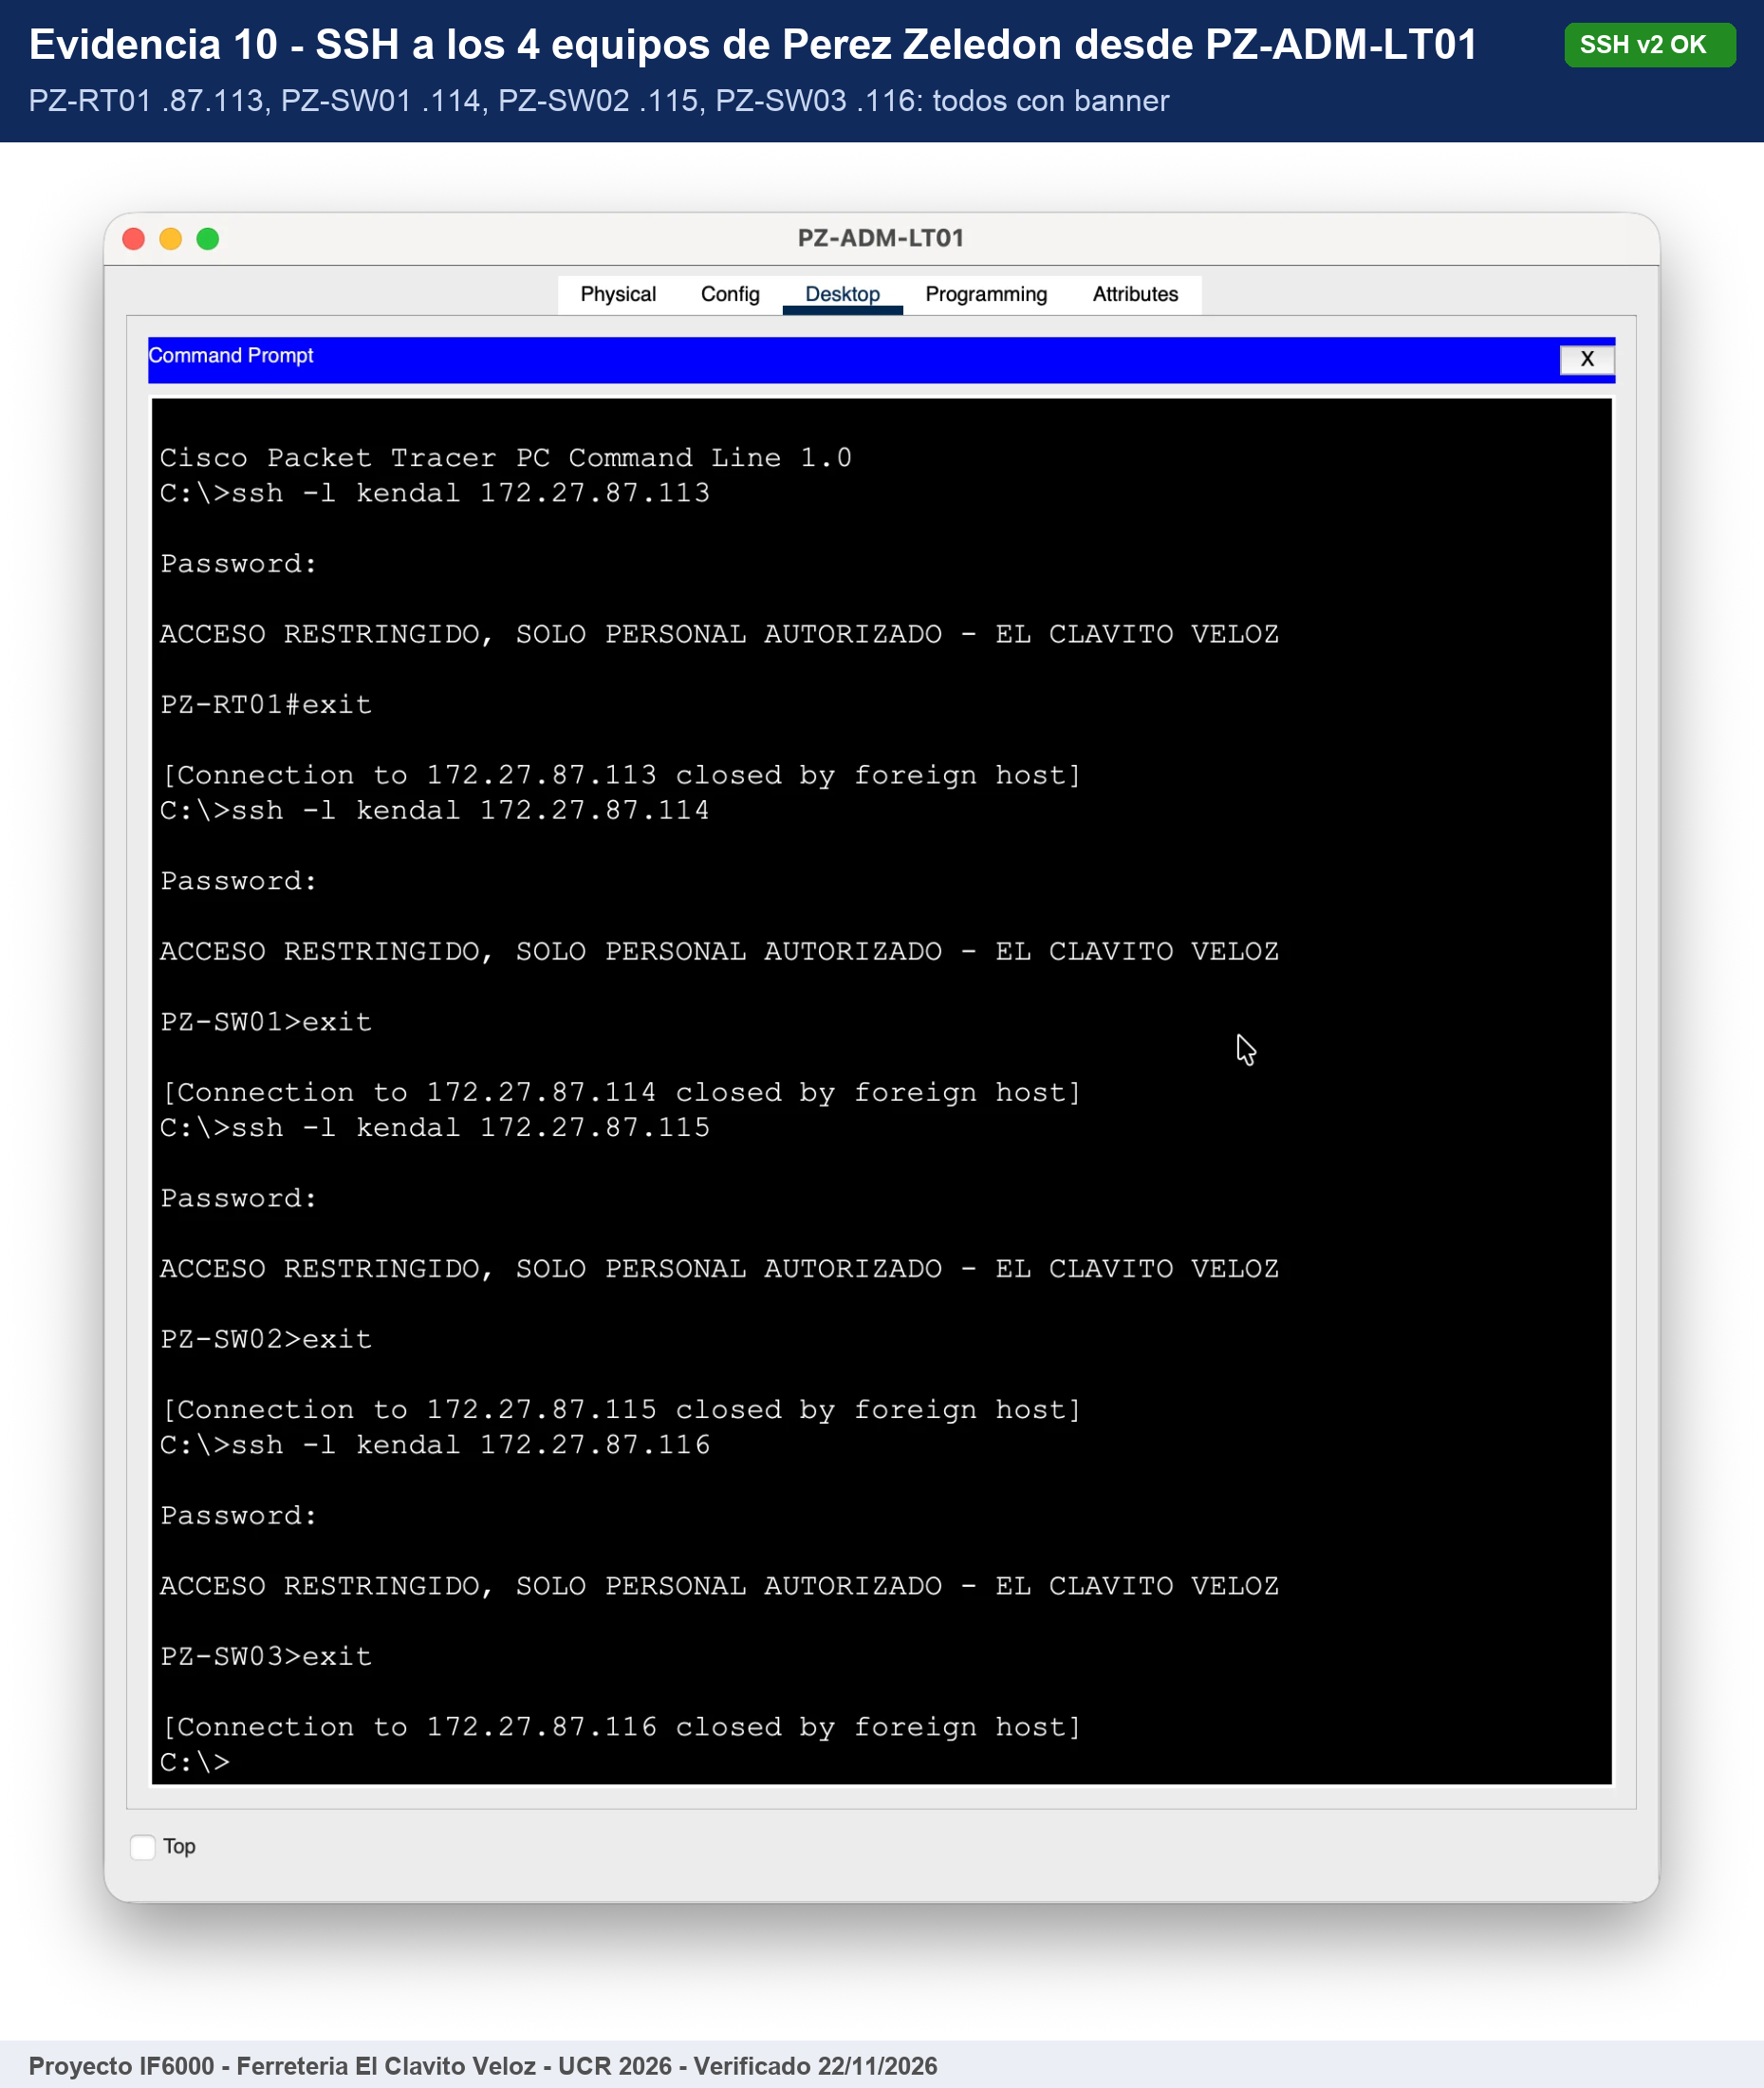 Evidencia 10 - SSH a los 4 equipos de Perez Zeledon desde PZ-ADM-LT01
SSH v2 OK
PZ-RT01 .87.113, PZ-SW01 .114, PZ-SW02 .115, PZ-SW03 .116: todos con banner
PZ-ADM-LT01
Physical Config Desktop Programming Attributes
Command Prompt
X
Cisco Packet Tracer PC Command Line 1.0
C:\>ssh -l kendal 172.27.87.113
Password:
ACCESO RESTRINGIDO, SOLO PERSONAL AUTORIZADO - EL CLAVITO VELOZ
PZ-RT01#exit
[Connection to 172.27.87.113 closed by foreign host]
C:\>ssh -l kendal 172.27.87.114
Password:
ACCESO RESTRINGIDO, SOLO PERSONAL AUTORIZADO - EL CLAVITO VELOZ
PZ-SW01>exit
[Connection to 172.27.87.114 closed by foreign host]
C:\>ssh -l kendal 172.27.87.115
Password:
ACCESO RESTRINGIDO, SOLO PERSONAL AUTORIZADO - EL CLAVITO VELOZ
PZ-SW02>exit
[Connection to 172.27.87.115 closed by foreign host]
C:\>ssh -l kendal 172.27.87.116
Password:
ACCESO RESTRINGIDO, SOLO PERSONAL AUTORIZADO - EL CLAVITO VELOZ
PZ-SW03>exit
[Connection to 172.27.87.116 closed by foreign host]
C:\>
Top
Proyecto IF6000 - Ferreteria El Clavito Veloz - UCR 2026 - Verificado 22/11/2026